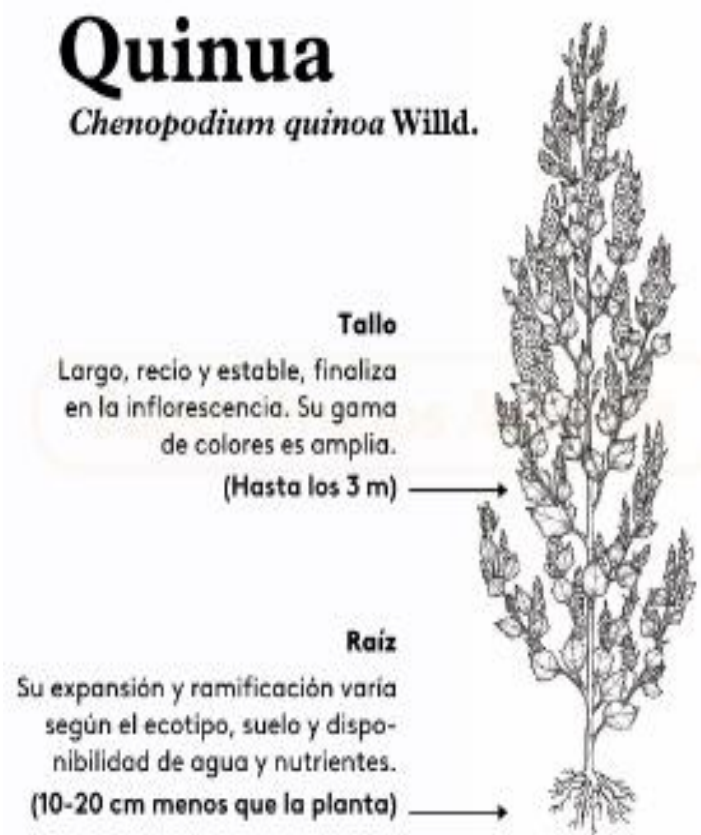 Quinua
Chenopodium quinoa Willd.
Tallo
Largo, recio y estable, finaliza
en la inflorescencia. Su gama
de colores es amplia.
(Hasta los 3 m)
Raíz
Su expansión y ramificación varía
según el ecotipo, suelo y dispo-
nibilidad de agua y nutrientes.
(10-20 cm menos que la planta)